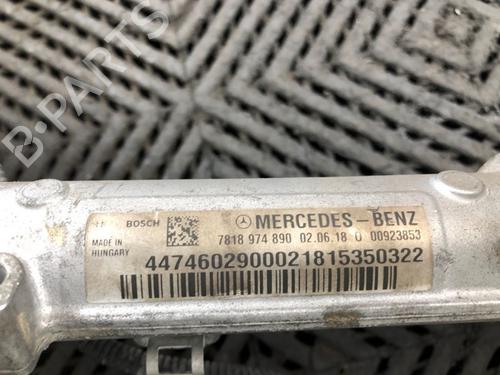 B-PARTS
BOSCH
MERCEDES-BENZ
MADE IN
HUNGARY
7818 974 890 02.06.18 0 00923853
4474602900021815350322